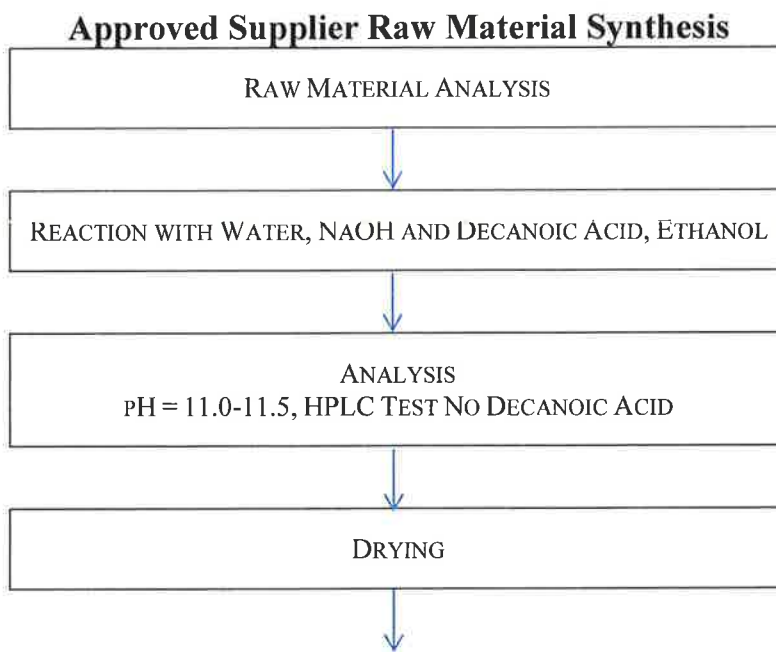 Approved Supplier Raw Material Synthesis
RAW MATERIAL ANALYSIS
REACTION WITH WATER, NAOH AND DECANOIC ACID, ETHANOL
ANALYSIS
PH = 11.0-11.5, HPLC TEST NO DECANOIC ACID
DRYING